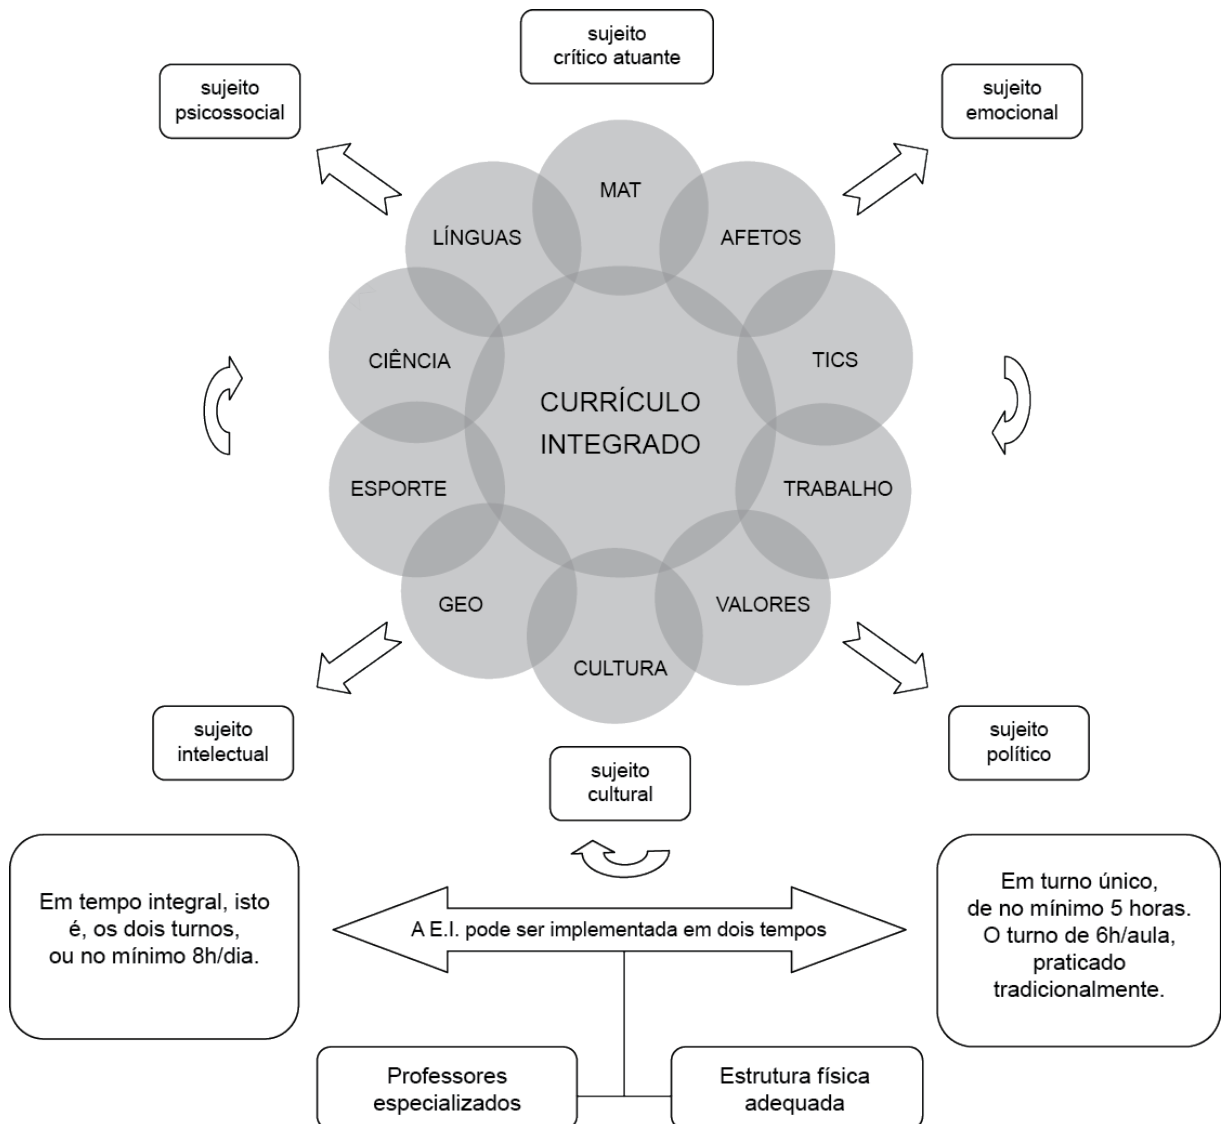 sujeito
crítico atuante
sujeito
psicossocial
sujeito
emocional
MAT
LÍNGUAS
AFETOS
CIÊNCIA
TICS
CURRÍCULO
INTEGRADO
ESPORTE
TRABALHO
GEO
VALORES
CULTURA
sujeito
intelectual
sujeito
político
sujeito
cultural
Em tempo integral, isto
é, os dois turnos,
ou no mínimo 8h/dia.
A E.I. pode ser implementada em dois tempos
Em turno único,
de no mínimo 5 horas.
O turno de 6h/aula,
praticado
tradicionalmente.
Professores
especializados
Estrutura física
adequada